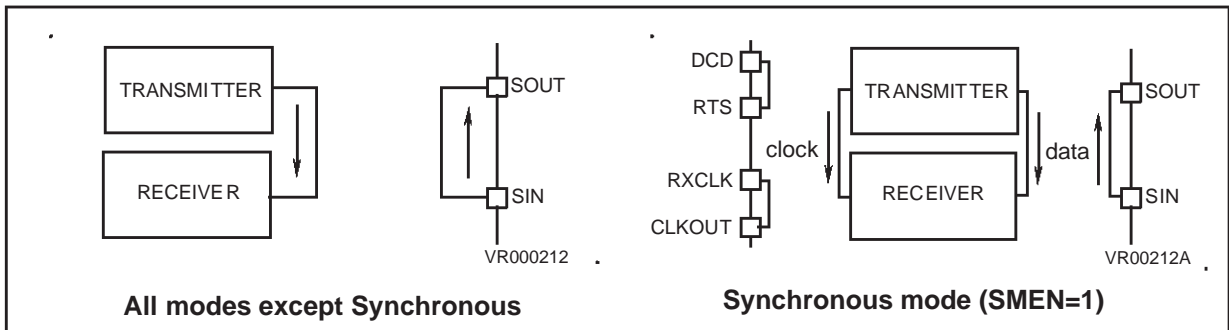 TRANSMITTER
RECEIVER
SOUT
SIN
VR000212
All modes except Synchronous
DCD
RTS
RXCLK
CLKOUT
clock
TRANSMITTER
RECEIVER
data
SOUT
SIN
VR00212A
Synchronous mode (SMEN=1)